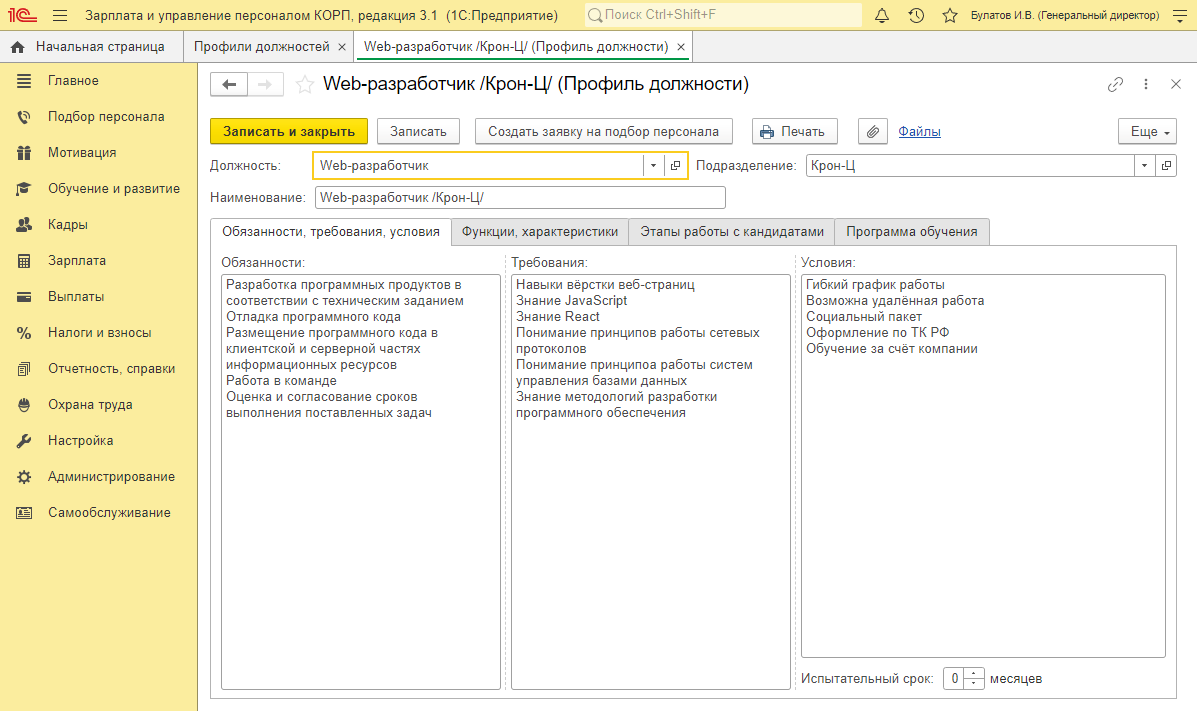 1С Зарплата и управление персоналом КОРП, редакция 3.1 (1С:Предприятие) Поиск Ctrl+Shift+F Булатов И.В. (Генеральный директор)
Начальная страница Профили должностей × Web-разработчик /Крон-Ц/ (Профиль должности) ×
Главное
Подбор персонала
Мотивация
Обучение и развитие
Кадры
Зарплата
Выплаты
Налоги и взносы
Отчетность, справки
Охрана труда
Настройка
Администрирование
Самообслуживание
Web-разработчик /Крон-Ц/ (Профиль должности)
Записать и закрыть Записать Создать заявку на подбор персонала Печать Файлы Еще
Должность: Web-разработчик Подразделение: Крон-Ц
Наименование: Web-разработчик /Крон-Ц/
Обязанности, требования, условия Функции, характеристики Этапы работы с кандидатами Программа обучения
Обязанности:
Разработка программных продуктов в
соответствии с техническим заданием
Отладка программного кода
Размещение программного кода в
клиентской и серверной частях
информационных ресурсов
Работа в команде
Оценка и согласование сроков
выполнения поставленных задач
Требования:
Навыки вёрстки веб-страниц
Знание JavaScript
Знание React
Понимание принципов работы сетевых
протоколов
Понимание принципоа работы систем
управления базами данных
Знание методологий разработки
программного обеспечения
Условия:
Гибкий график работы
Возможна удалённая работа
Социальный пакет
Оформление по ТК РФ
Обучение за счёт компании
Испытательный срок: 0 месяцев